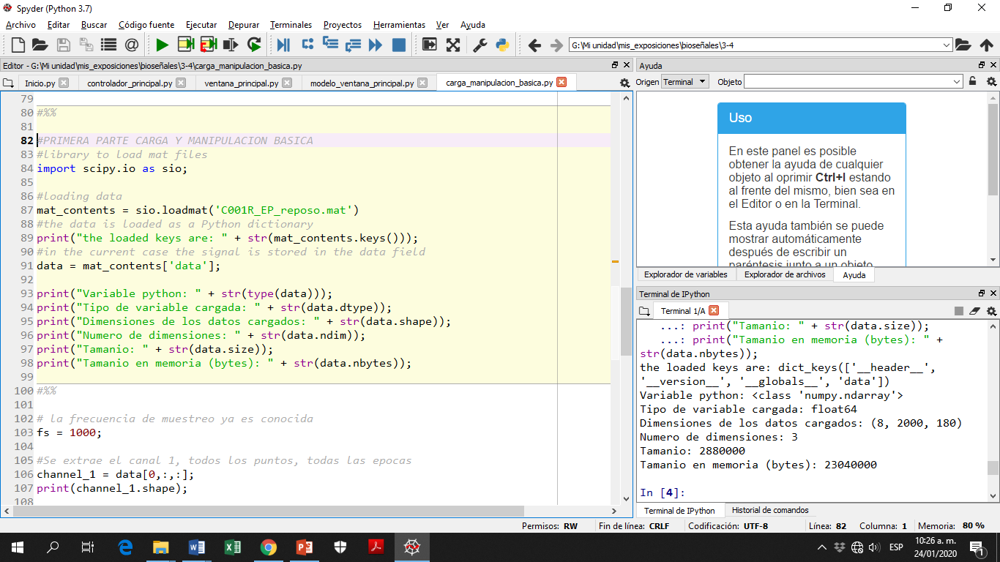 Spyder (Python 3.7)
Archivo Editar Buscar Código fuente Ejecutar Depurar Terminales Proyectos Herramientas Ver Ayuda
G:\Mi unidad\mis_exposiciones\bioseñales\3-4
Editor - G:\Mi unidad\mis_exposiciones\bioseñales\3-4\carga_manipulacion_basica.py
Inicio.py controlador_principal.py ventana_principal.py modelo_ventana_principal.py carga_manipulacion_basica.py
79
80 #%%
81
82 #PRIMERA PARTE CARGA Y MANIPULACION BASICA
83 #library to load mat files
84 import scipy.io as sio;
85
86 #loading data
87 mat_contents = sio.loadmat('C001R_EP_reposo.mat')
88 #the data is loaded as a Python dictionary
89 print("the loaded keys are: " + str(mat_contents.keys()));
90 #in the current case the signal is stored in the data field
91 data = mat_contents['data'];
92
93 print("Variable python: " + str(type(data)));
94 print("Tipo de variable cargada: " + str(data.dtype));
95 print("Dimensiones de los datos cargados: " + str(data.shape));
96 print("Numero de dimensiones: " + str(data.ndim));
97 print("Tamanio: " + str(data.size));
98 print("Tamanio en memoria (bytes): " + str(data.nbytes));
99
100 #%%
101
102 # la frecuencia de muestreo ya es conocida
103 fs = 1000;
104
105 #Se extrae el canal 1, todos los puntos, todas las epocas
106 channel_1 = data[0,:,:];
107 print(channel_1.shape);
108
Ayuda
Origen Terminal Objeto
Uso
En este panel es posible
obtener la ayuda de cualquier
objeto al oprimir Ctrl+I estando
al frente del mismo, bien sea en
el Editor o en la Terminal.
Esta ayuda también se puede
mostrar automáticamente
después de escribir un
paréntesis junto a un objeto
Explorador de variables Explorador de archivos Ayuda
Terminal de IPython
Terminal 1/A
...: print("Tamanio: " + str(data.size));
...: print("Tamanio en memoria (bytes): " +
str(data.nbytes));
the loaded keys are: dict_keys(['__header__',
'__version__', '__globals__', 'data'])
Variable python: <class 'numpy.ndarray'>
Tipo de variable cargada: float64
Dimensiones de los datos cargados: (8, 2000, 180)
Numero de dimensiones: 3
Tamanio: 2880000
Tamanio en memoria (bytes): 23040000
In [4]:
Terminal de IPython Historial de comandos
Permisos: RW Fin de línea: CRLF Codificación: UTF-8 Línea: 82 Columna: 1 Memoria: 80 %
ESP
10:26 a. m.
24/01/2020
1